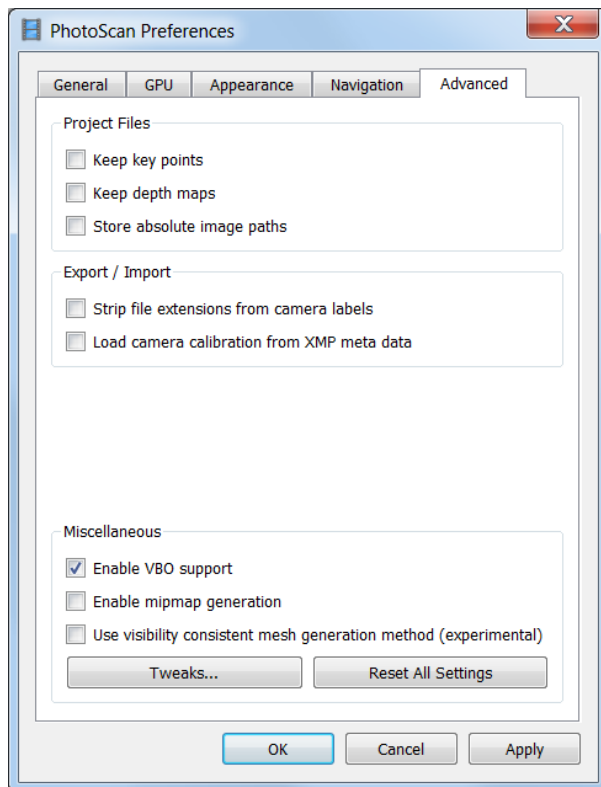 PhotoScan Preferences
General GPU Appearance Navigation Advanced
Project Files
Keep key points
Keep depth maps
Store absolute image paths
Export / Import
Strip file extensions from camera labels
Load camera calibration from XMP meta data
Miscellaneous
Enable VBO support
Enable mipmap generation
Use visibility consistent mesh generation method (experimental)
Tweaks... Reset All Settings
OK Cancel Apply